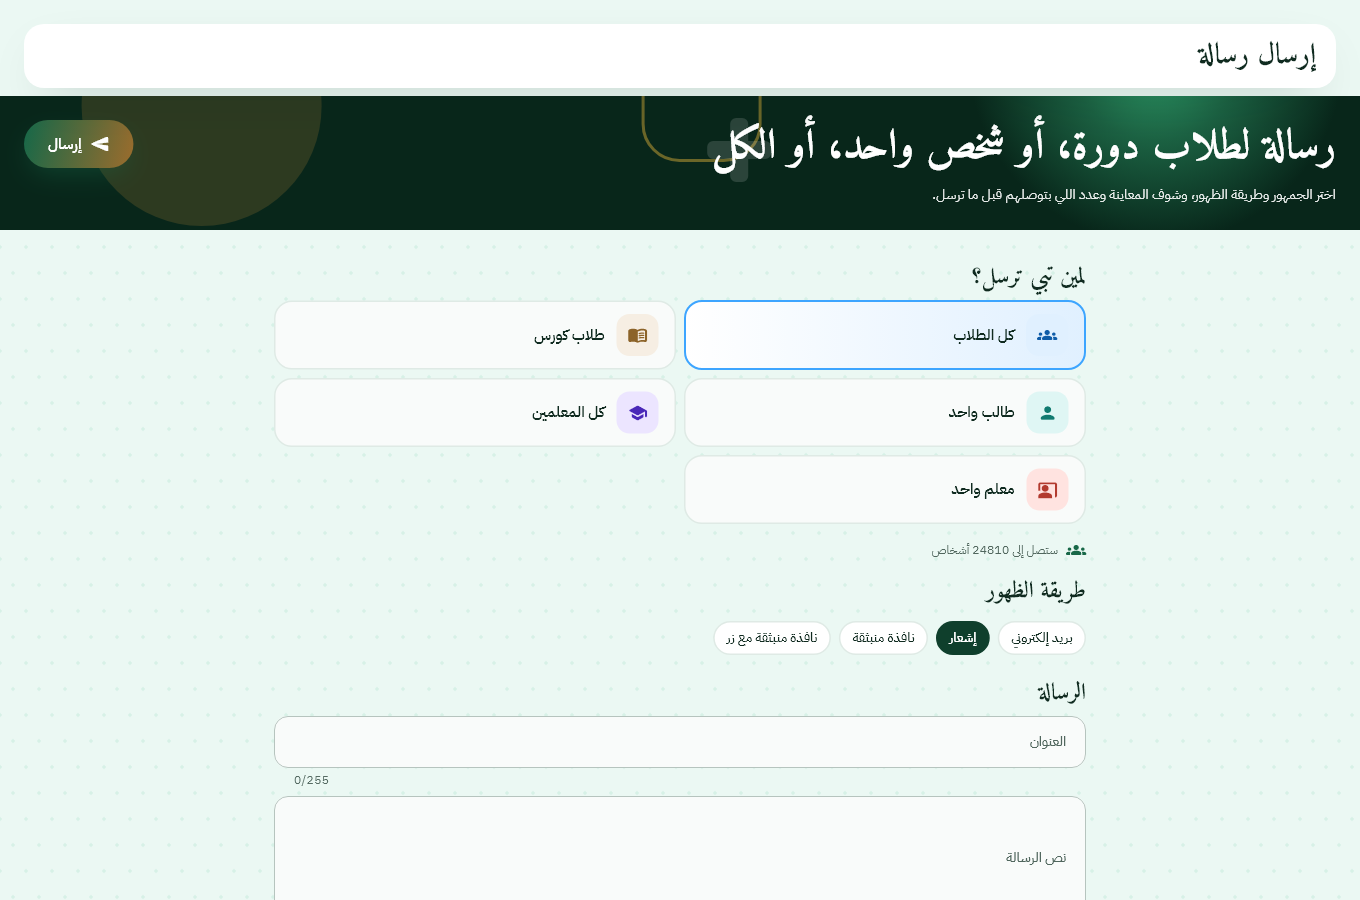 إرسال رسالة
رسالة لطلاب دورة، أو شخص واحد، أو الكل
اختر الجمهور وطريقة الظهور، وشوف المعاينة وعدد اللي بتوصلهم قبل ما ترسل.
إرسال
لمين تبي ترسل؟
كل الطلاب
طلاب كورس
طالب واحد
كل المعلمين
معلم واحد
ستصل إلى 24810 أشخاص
طريقة الظهور
بريد إلكتروني
إشعار
نافذة منبثقة
نافذة منبثقة مع زر
الرسالة
العنوان
0/255
نص الرسالة